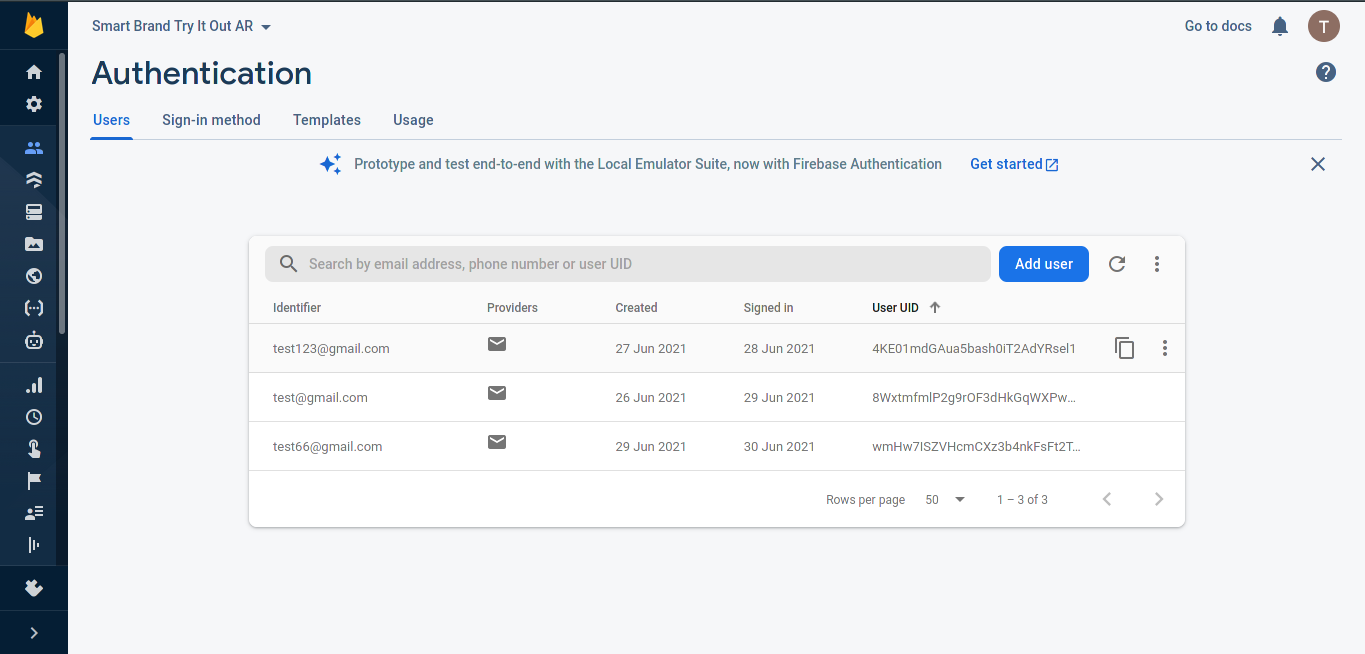 Smart Brand Try It Out AR
Go to docs
T
Authentication
?
Users Sign-in method Templates Usage
Prototype and test end-to-end with the Local Emulator Suite, now with Firebase Authentication Get started
Search by email address, phone number or user UID
Add user
Identifier Providers Created Signed in User UID
test123@gmail.com 27 Jun 2021 28 Jun 2021 4KE01mdGAua5bash0iT2AdYRsel1
test@gmail.com 26 Jun 2021 29 Jun 2021 8WxtmfmlP2g9rOF3dHkGqWXPw...
test66@gmail.com 29 Jun 2021 30 Jun 2021 wmHw7ISZVHcmCXz3b4nkFsFt2T...
Rows per page 50 1 – 3 of 3